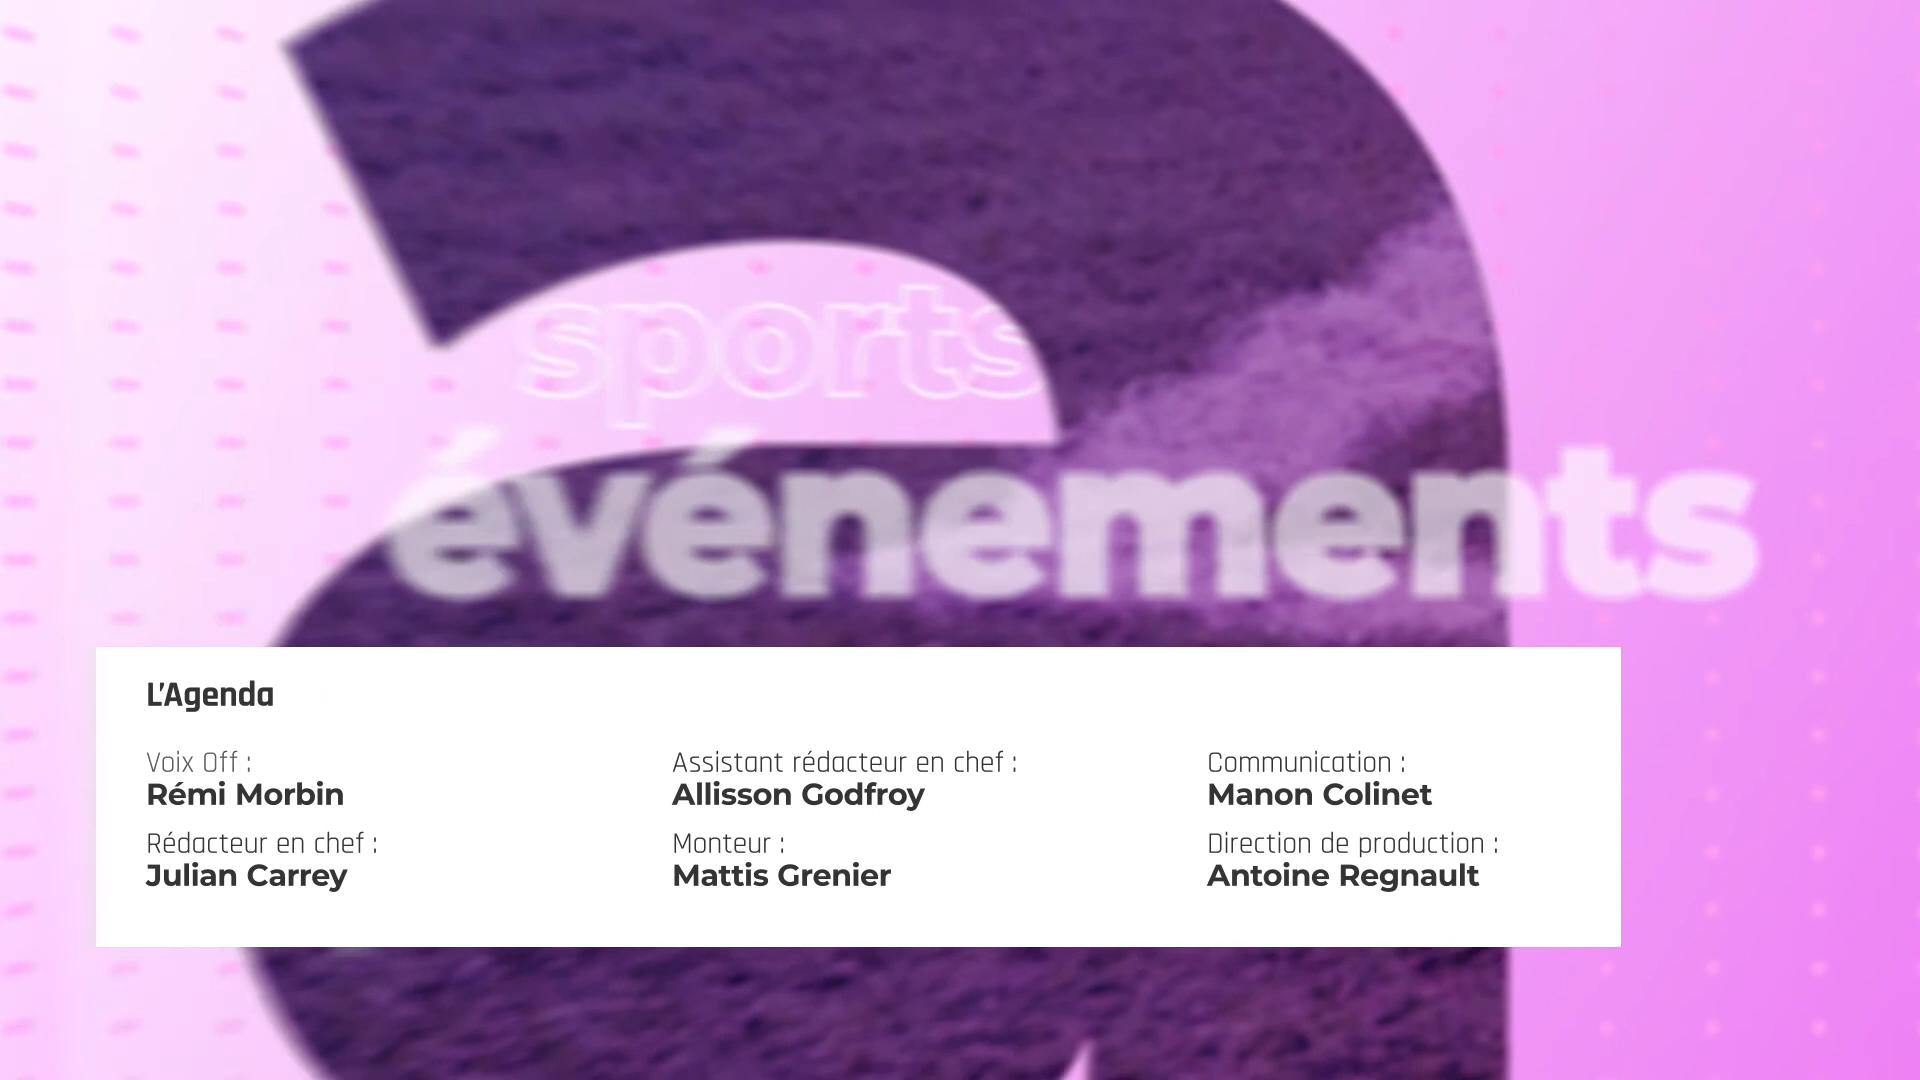 sports
événements
L'Agenda
Voix Off :
Rémi Morbin
Rédacteur en chef :
Julian Carrey
Assistant rédacteur en chef :
Allisson Godfroy
Monteur :
Mattis Grenier
Communication :
Manon Colinet
Direction de production :
Antoine Regnault